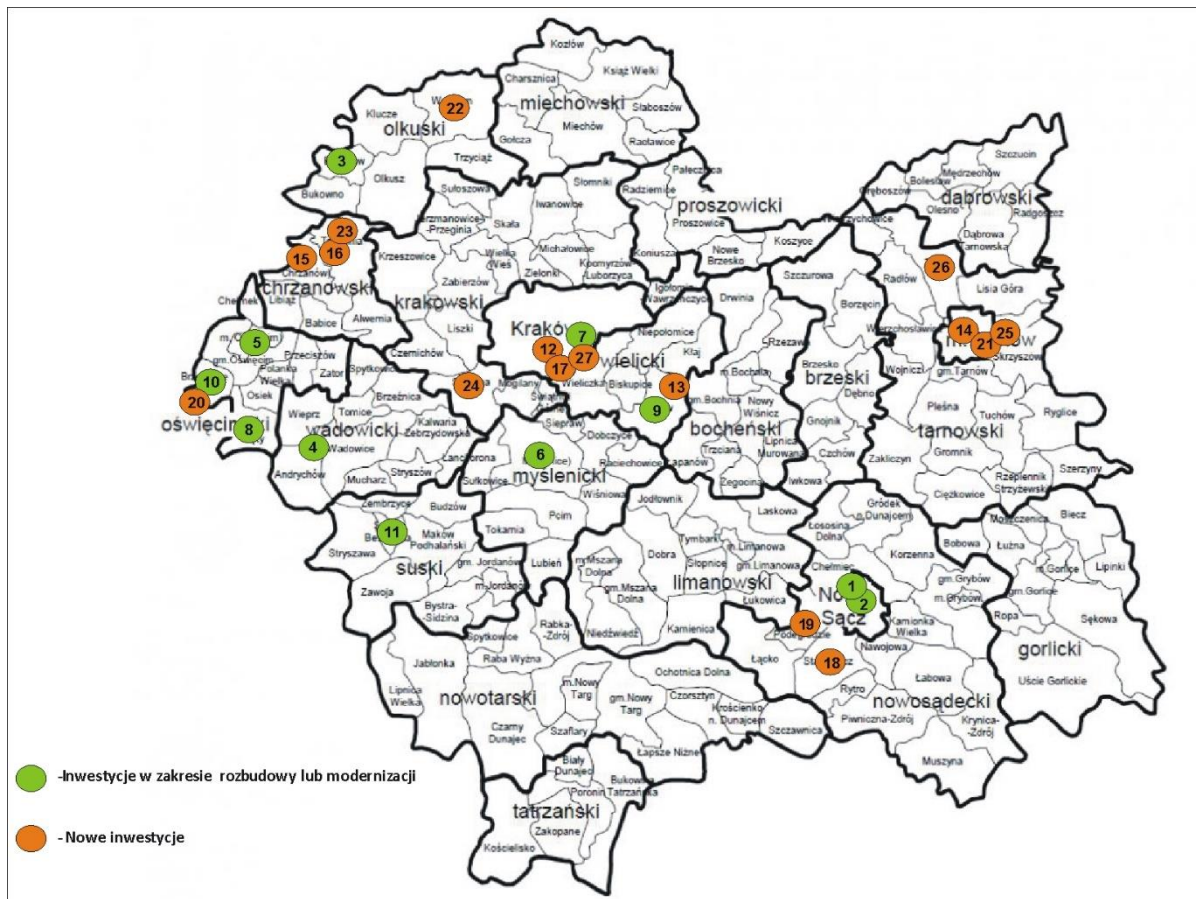 Kozłów
Książ Wielki
Charsznica
miechowski
Słaboszów
Miechów
Racławice
Gołcza
22
Klucze
olkuski
3
Trzyciąż
Olkusz
Bukowno
Szczucin
Mędrzechów
Bolesław
Gręboszów
dąbrowski
Olesno
Radgoszcz
Dąbrowa
Tarnowska
Pałecznica
Radziemice
proszowicki
Proszowice
Koszyce
Nowe
Brzesko
Koniusza
Słomniki
Sułoszowa
Iwanowice
Jerzmanowice-
-Przeginia
Skała
Michałowice
Wielka
Wieś
Krzeszowice
Kocmyrzów
Luborzyca
Zielonki
Zabierzów
krakowski
Igołomia
Wawrzeńczyce
Liszki
Czernichów
23
16
15
Chrzanów
chrzanowski
Libiąż
Alwernia
Babice
Chełmek
5
gm.Oświęcim
Przeciszów
Polanka
Wielka
Zator
10
Osiek
20
8
Spytkowice
Brzeźnica
Wieprz
Tomice
wadowicki
Kalwaria
Zebrzydowska
4
Wadowice
Andrychów
Stryszów
Mucharz
Lanckorona
24
Mogilany
Kraków
7
12
27
17
wielicki
Niepołomice
Kłaj
Wieliczka
Biskupice
13
9
Drwinia
Rzezawa
m.Bochnia
gm.Bochnia
Nowy
Wiśnicz
bocheński
Lipnica
Murowana
Trzciana
Łapanów
Żegocina
Szczurowa
Borzęcin
Brzesko
brzeski
Dębno
Gnojnik
Czchów
Iwkowa
26
Radłów
Lisia Góra
14
25
21
Wierzchosławice
Skrzyszów
Wojnicz
gm.Tarnów
Pleśna
Tuchów
Ryglice
tarnowski
Zakliczyn
Gromnik
Rzepiennik
Strzyżewski
Szerzyny
Ciężkowice
Siepraw
Dobczyce
6
Raciechowice
myślenicki
Sułkowice
Wiśniowa
Pcim
Tokarnia
Lubień
Zembrzyce
Budzów
11
Maków
Podhalański
Stryszawa
suski
gm. Jordanów
m.Jordanów
Zawoja
Bystra-
-Sidzina
Jodłownik
Laskowa
Tymbark
m.Limanowa
Dobra
Słopnice
gm.Limanowa
m.Mszana
Dolna
limanowski
gm.Mszana
Dolna
Łukowica
Niedźwiedź
Kamienica
Gródek
n.Dunajcem
Łososina
Dolna
Korzenna
Chełmiec
1
2
Nowy
Sącz
gm.Grybów
m.Grybów
Kamionka
Wielka
19
Podegrodzie
Nawojowa
Łącko
18
Łabowa
Rytro
nowosądecki
Piwniczna-Zdrój
Krynica-
-Zdrój
Muszyna
Biecz
Moszczenica
Bobowa
Łużna
Lipinki
m.Gorlice
gm.Gorlice
Ropa
Sękowa
gorlicki
Uście Gorlickie
Spytkowice
Rabka-
-Zdrój
Raba Wyżna
Jabłonka
Lipnica
Wielka
nowotarski
m.Nowy
Targ
gm.Nowy
Targ
Ochotnica Dolna
Czorsztyn
Krościenko
n. Dunajcem
Szczawnica
Czarny
Dunajec
Szaflary
Łapsze Niżne
Biały
Dunajec
Bukowina
Tatrzańska
Poronin
tatrzański
Zakopane
Kościelisko
-Inwestycje w zakresie rozbudowy lub modernizacji
- Nowe inwestycje